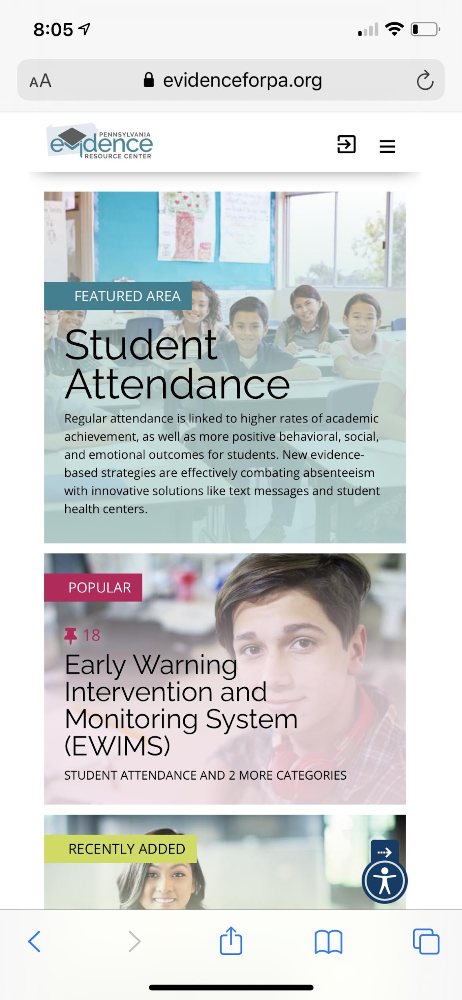 8:05
AA evidenceforpa.org
PENNSYLVANIA
evidence
RESOURCE CENTER
FEATURED AREA
Student
Attendance
Regular attendance is linked to higher rates of academic
achievement, as well as more positive behavioral, social,
and emotional outcomes for students. New evidence-
based strategies are effectively combating absenteeism
with innovative solutions like text messages and student
health centers.
POPULAR
18
Early Warning
Intervention and
Monitoring System
(EWIMS)
STUDENT ATTENDANCE AND 2 MORE CATEGORIES
RECENTLY ADDED